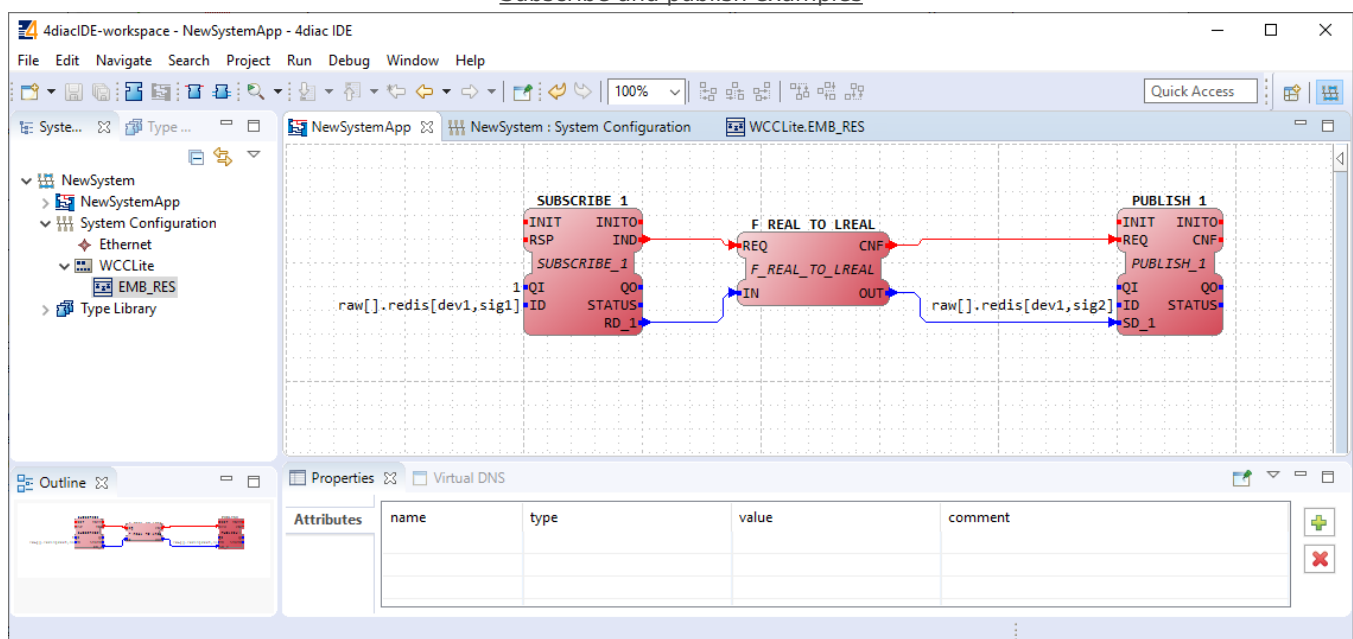 Subscribe and publish examples
4diacIDE-workspace - NewSystemApp - 4diac IDE
File Edit Navigate Search Project Run Debug Window Help
100%
Quick Access
Syste...
Type ...
NewSystemApp
NewSystem : System Configuration
WCCLite.EMB_RES
NewSystem
NewSystemApp
System Configuration
Ethernet
WCCLite
EMB_RES
Type Library
SUBSCRIBE_1
INIT INITO
RSP IND
SUBSCRIBE_1
1 QI QO
raw[].redis[dev1,sig1] ID STATUS
RD_1
F_REAL_TO_LREAL
REQ CNF
F_REAL_TO_LREAL
IN OUT
PUBLISH_1
INIT INITO
REQ CNF
PUBLISH_1
QI QO
raw[].redis[dev1,sig2] ID STATUS
SD_1
Outline
Properties
Virtual DNS
Attributes
name type value comment